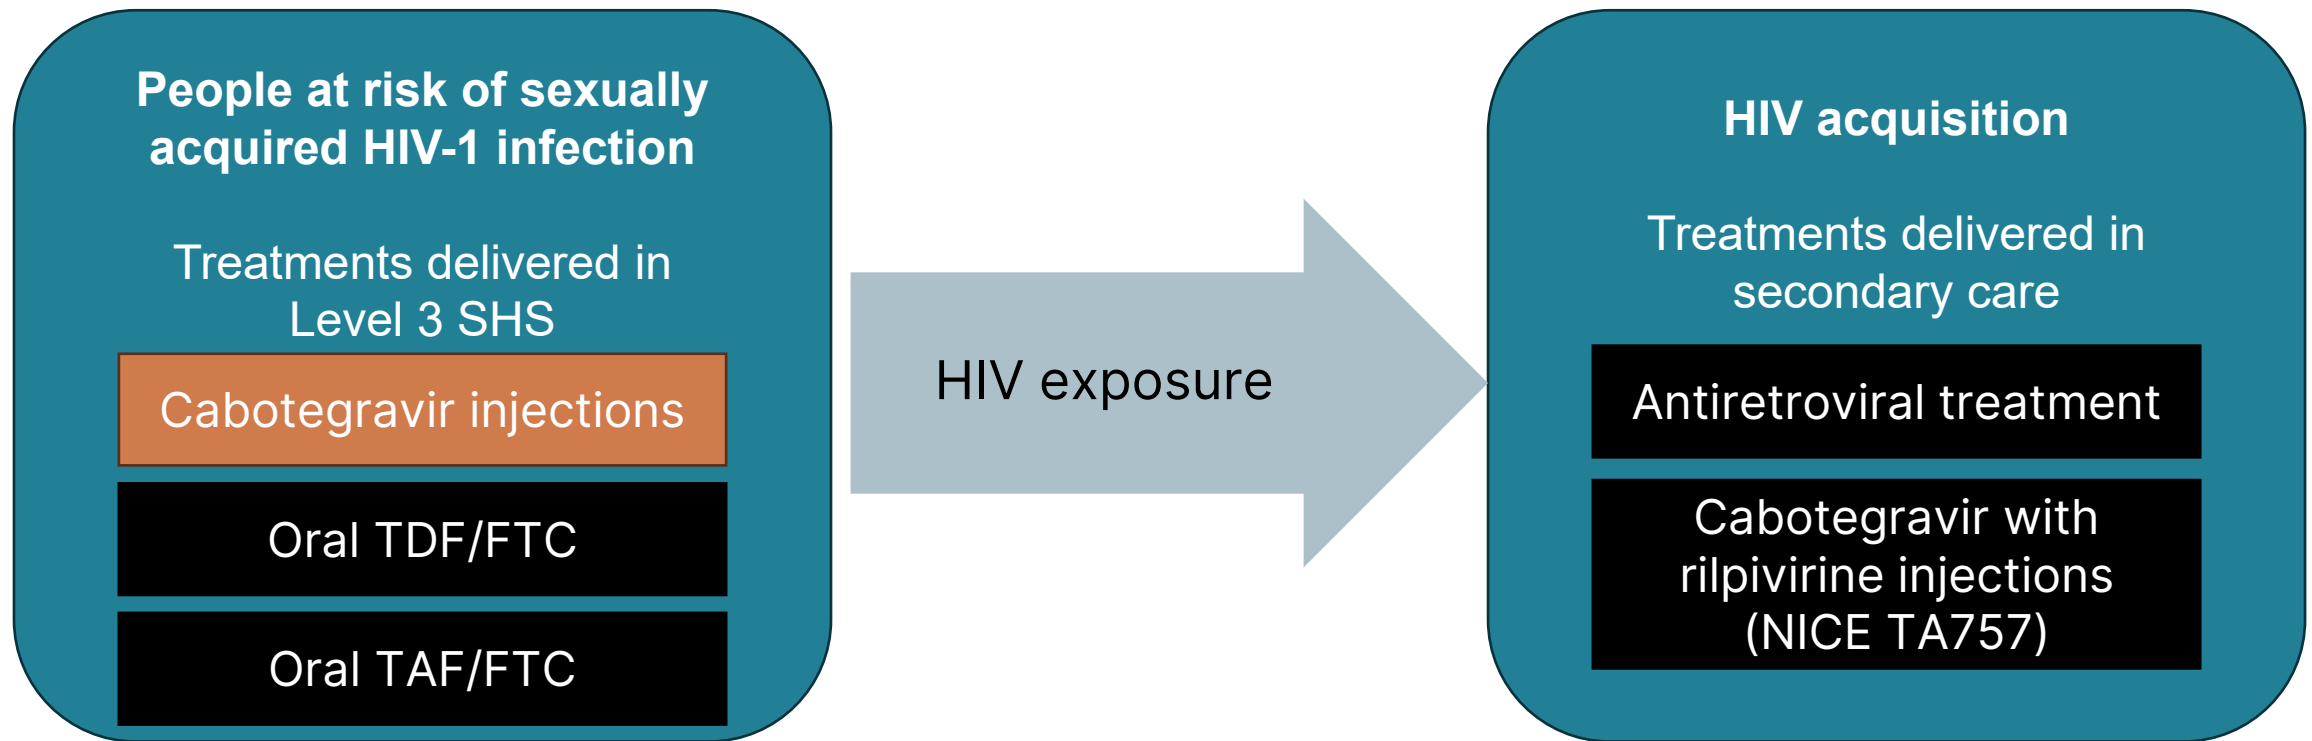 People at risk of sexually
acquired HIV-1 infection
Treatments delivered in
Level 3 SHS
Cabotegravir injections
Oral TDF/FTC
Oral TAF/FTC
HIV exposure
HIV acquisition
Treatments delivered in
secondary care
Antiretroviral treatment
Cabotegravir with
rilpivirine injections
(NICE TA757)